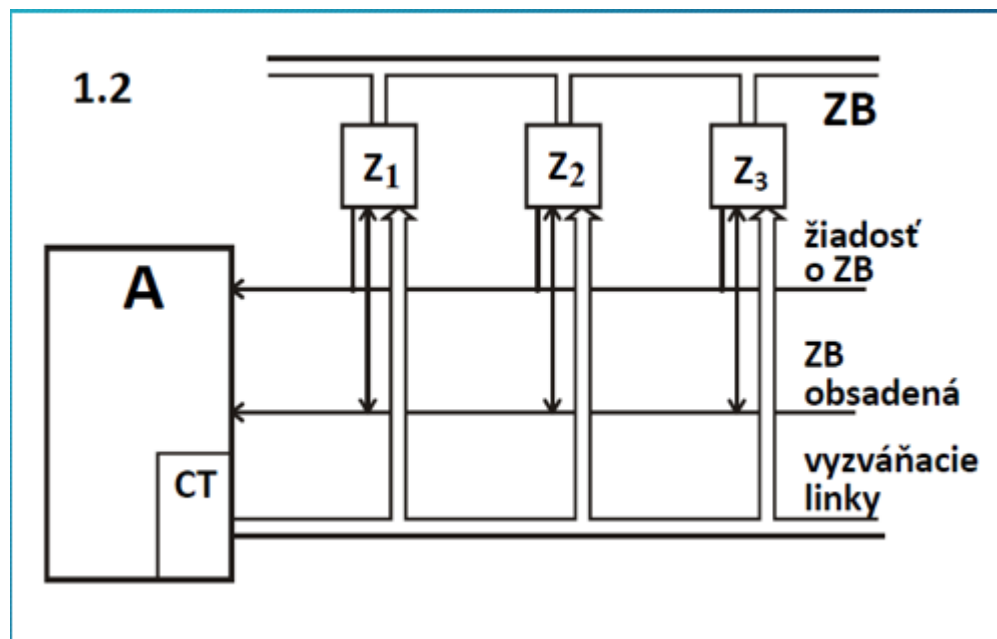 1.2
ZB
Z1
Z2
Z3
žiadosť
o ZB
A
ZB
obsadená
vyzváňacie
linky
CT